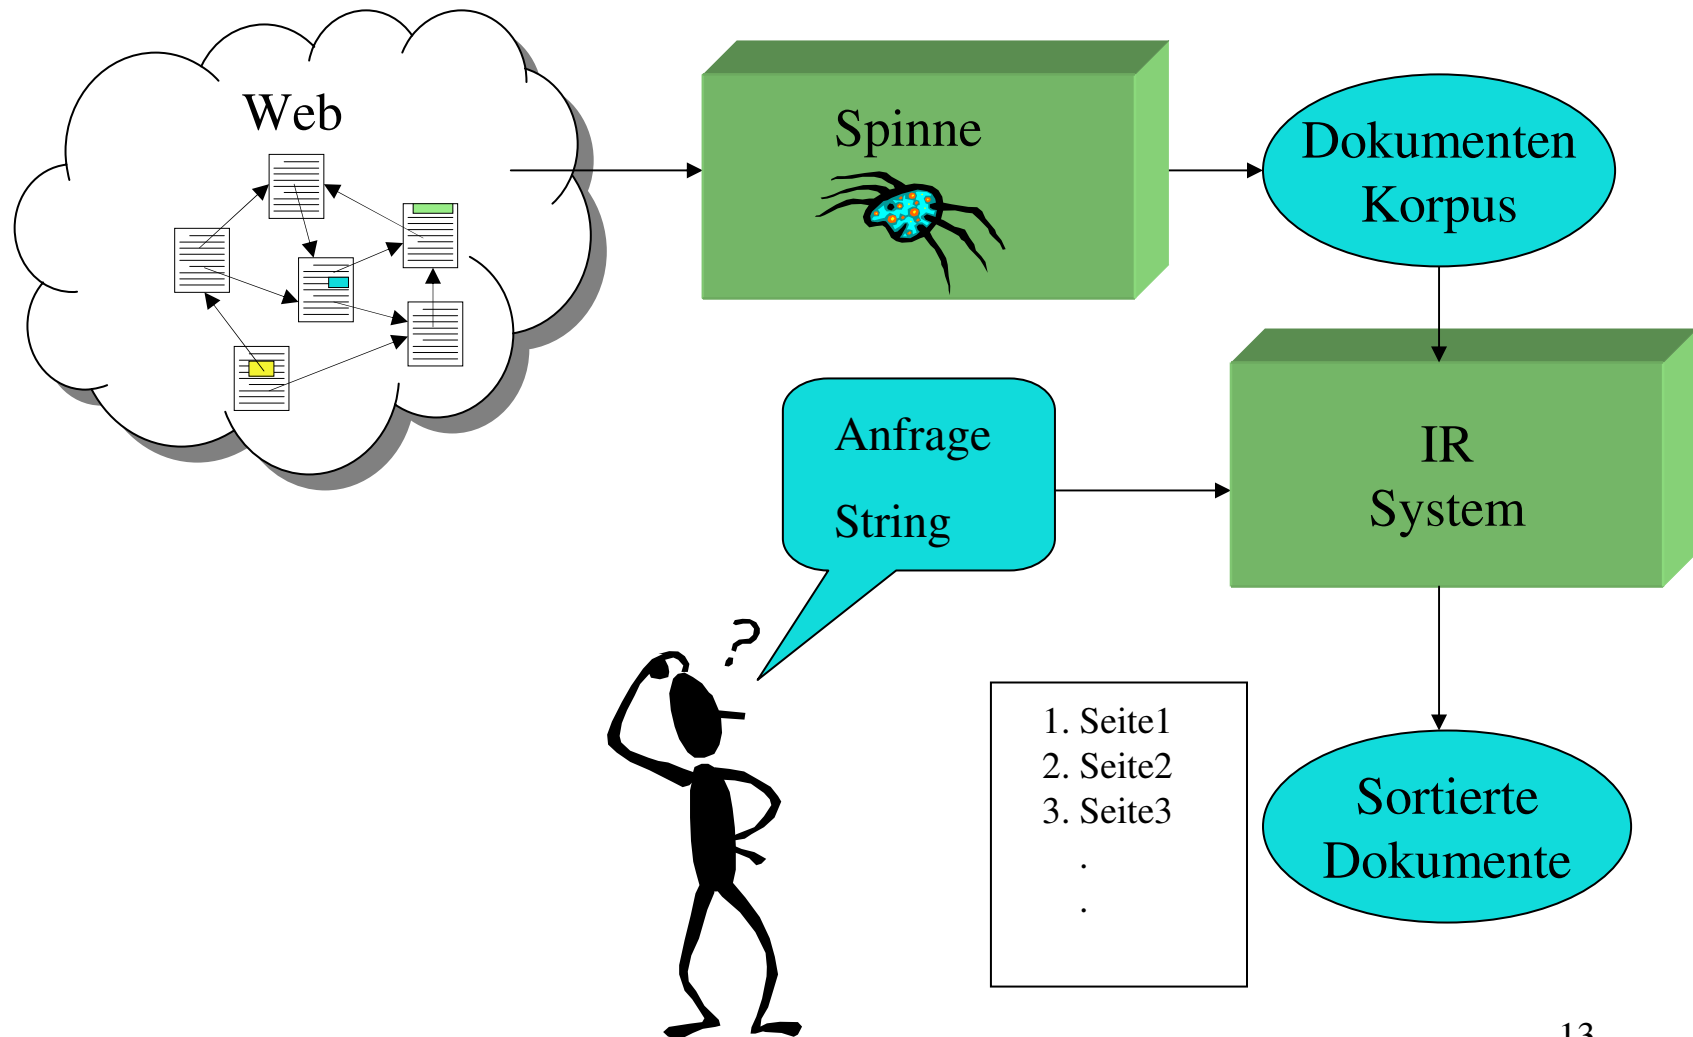 Web
Spinne
Dokumenten
Korpus
Anfrage
String
IR
System
?
1. Seite1
2. Seite2
3. Seite3
.
.
Sortierte
Dokumente
13